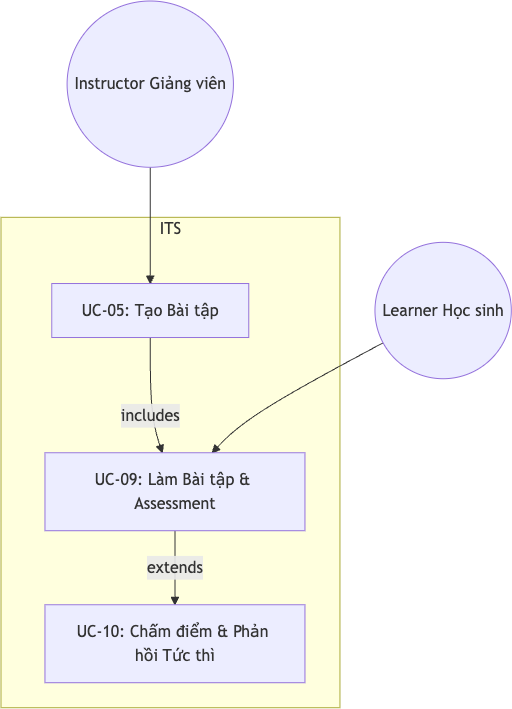 Instructor Giảng viên
ITS
UC-05: Tạo Bài tập
Learner Học sinh
includes
UC-09: Làm Bài tập &
Assessment
extends
UC-10: Chấm điểm & Phản
hồi Tức thì